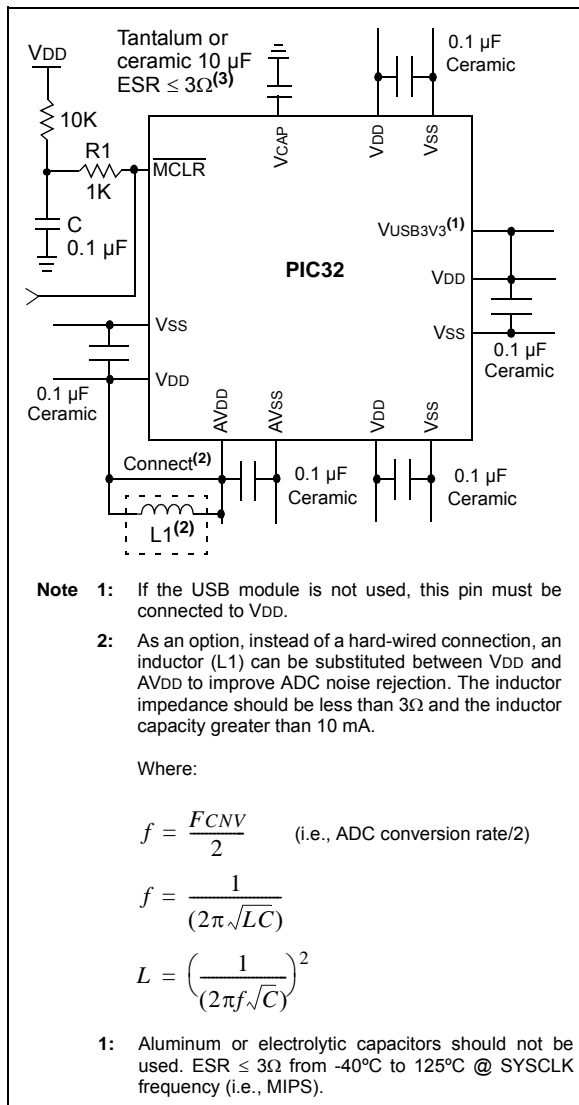 VDD
Tantalum or
ceramic 10 µF
ESR ≤ 3Ω(3)
0.1 µF
Ceramic
10K
R1
1K
MCLR
VCAP
VDD
VSS
C
0.1 µF
VUSB3V3(1)
PIC32
VDD
VSS
VSS
VDD
0.1 µF
Ceramic
0.1 µF
Ceramic
AVDD
AVSS
VDD
VSS
Connect(2)
0.1 µF
Ceramic
0.1 µF
Ceramic
L1(2)
Note 1: If the USB module is not used, this pin must be
connected to VDD.
2: As an option, instead of a hard-wired connection, an
inductor (L1) can be substituted between VDD and
AVDD to improve ADC noise rejection. The inductor
impedance should be less than 3Ω and the inductor
capacity greater than 10 mA.
Where:
f = FCNV / 2 (i.e., ADC conversion rate/2)
f = 1 / (2π√LC)
L = (1 / (2πf√C))²
1: Aluminum or electrolytic capacitors should not be
used. ESR ≤ 3Ω from -40ºC to 125ºC @ SYSCLK
frequency (i.e., MIPS).